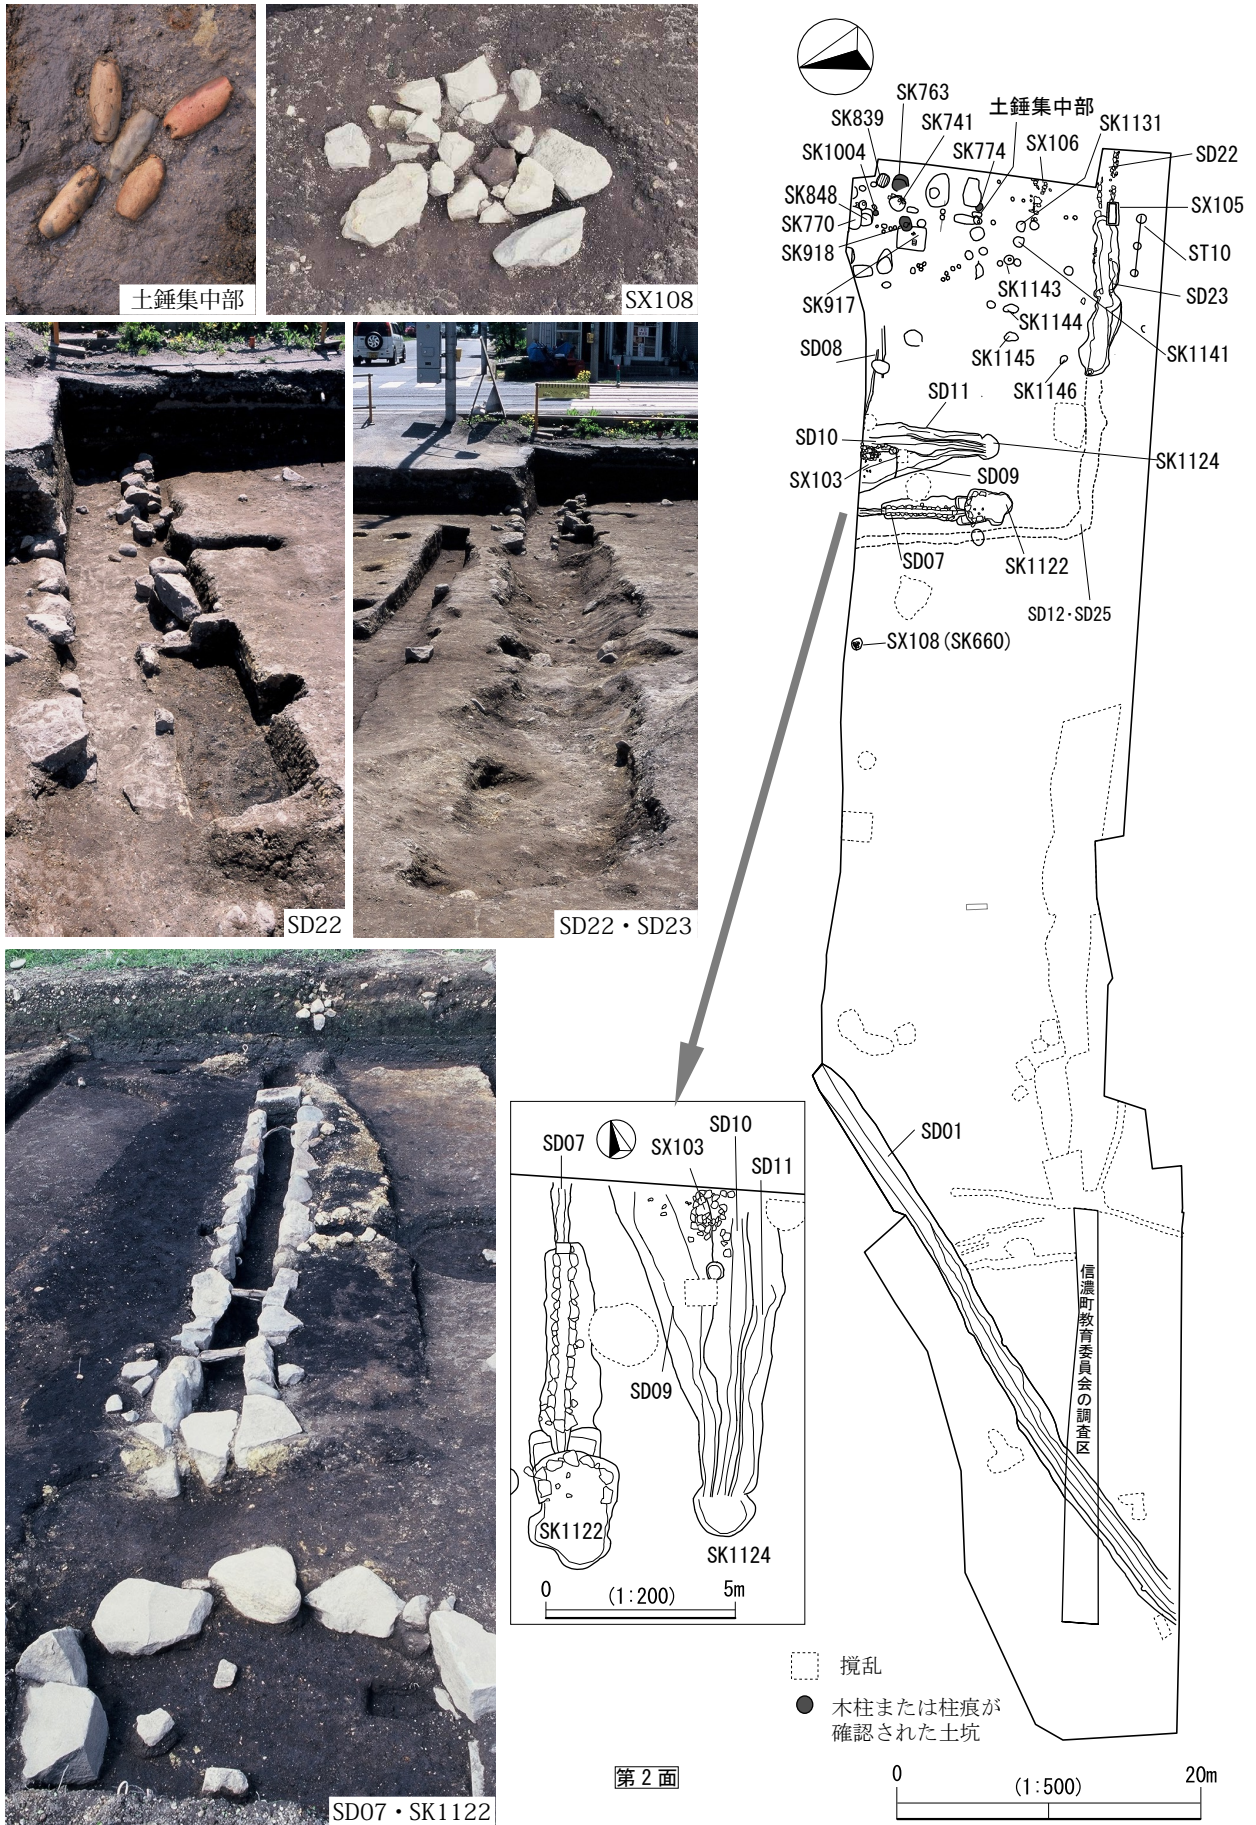 土錘集中部
SX108
SD22
SD22・SD23
SD07・SK1122
SK763
土錘集中部
SK839
SK741
SK1131
SK1004
SK774
SX106
SD22
SK848
SX105
SK770
SK918
ST10
SK917
SK1143
SD23
SK1144
SD08
SK1145
SK1141
SK1146
SD11
SD10
SX103
SD09
SK1124
SD07
SK1122
SD12・SD25
SX108(SK660)
SD01
信濃町教育委員会の調査区
SD07
SX103
SD10
SD11
SD09
SK1122
SK1124
0 (1:200) 5m
撹乱
木柱または柱痕が
確認された土坑
第2面
0 (1:500) 20m